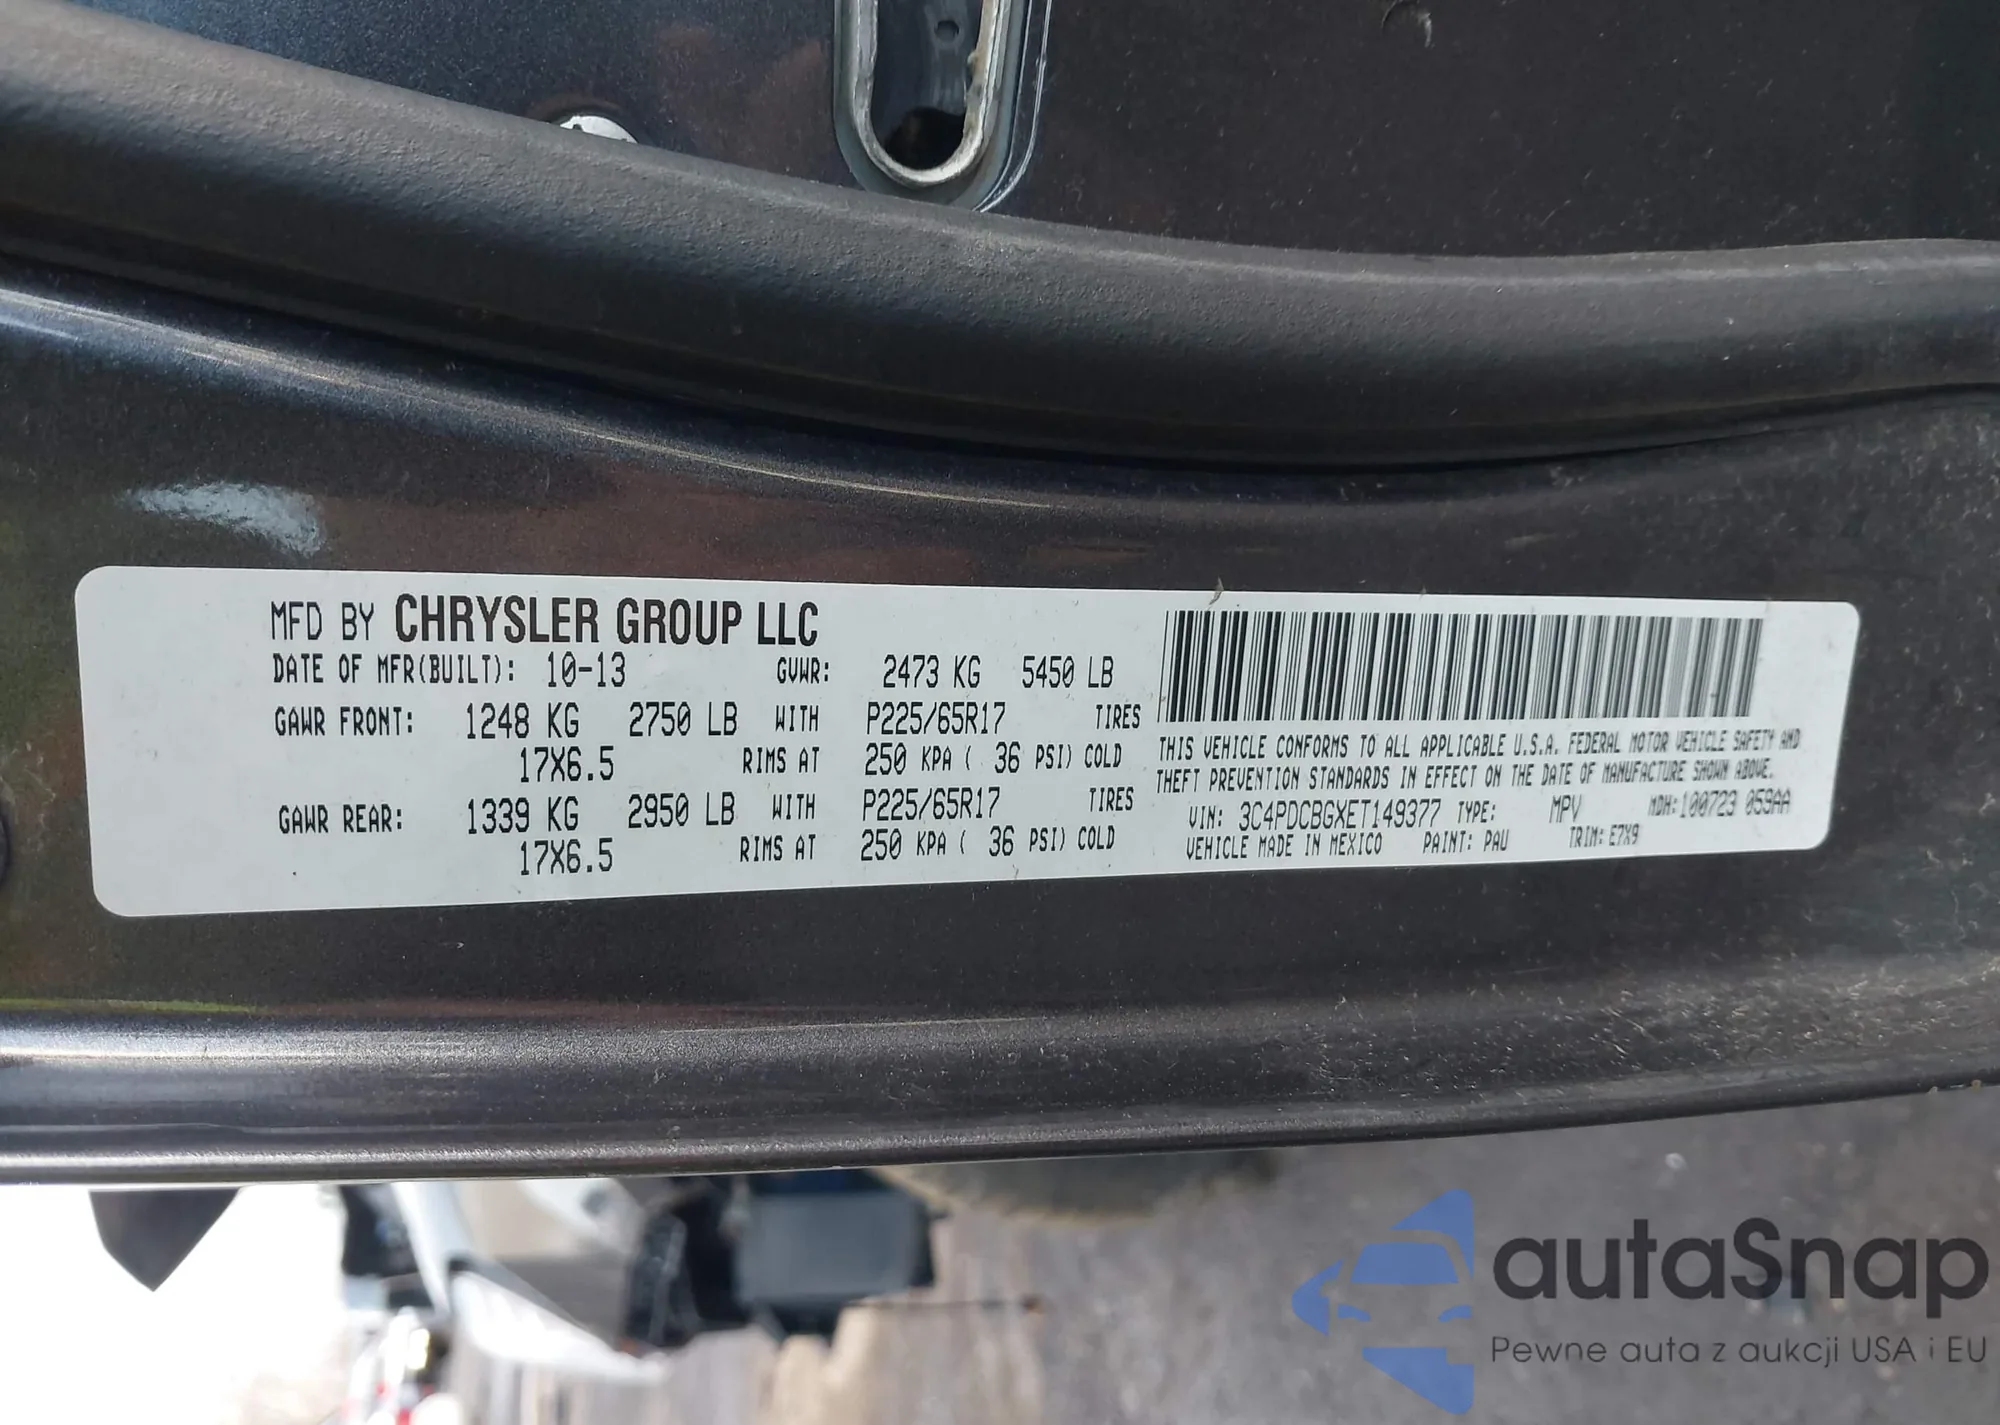 MFD BY CHRYSLER GROUP LLC
DATE OF MFR(BUILT): 10-13 GVWR: 2473 KG 5450 LB
GAWR FRONT: 1248 KG 2750 LB WITH P225/65R17 TIRES
17X6.5 RIMS AT 250 KPA ( 36 PSI) COLD
GAWR REAR: 1339 KG 2950 LB WITH P225/65R17 TIRES
17X6.5 RIMS AT 250 KPA ( 36 PSI) COLD
THIS VEHICLE CONFORMS TO ALL APPLICABLE U.S.A. FEDERAL MOTOR VEHICLE SAFETY AND
THEFT PREVENTION STANDARDS IN EFFECT ON THE DATE OF MANUFACTURE SHOWN ABOVE.
VIN: 3C4PDCBGXET149377 TYPE: MPV MDH: 100723 059AA
VEHICLE MADE IN MEXICO PAINT: PAU TRIM: E7X9
autaSnap
Pewne auta z aukcji USA i EU